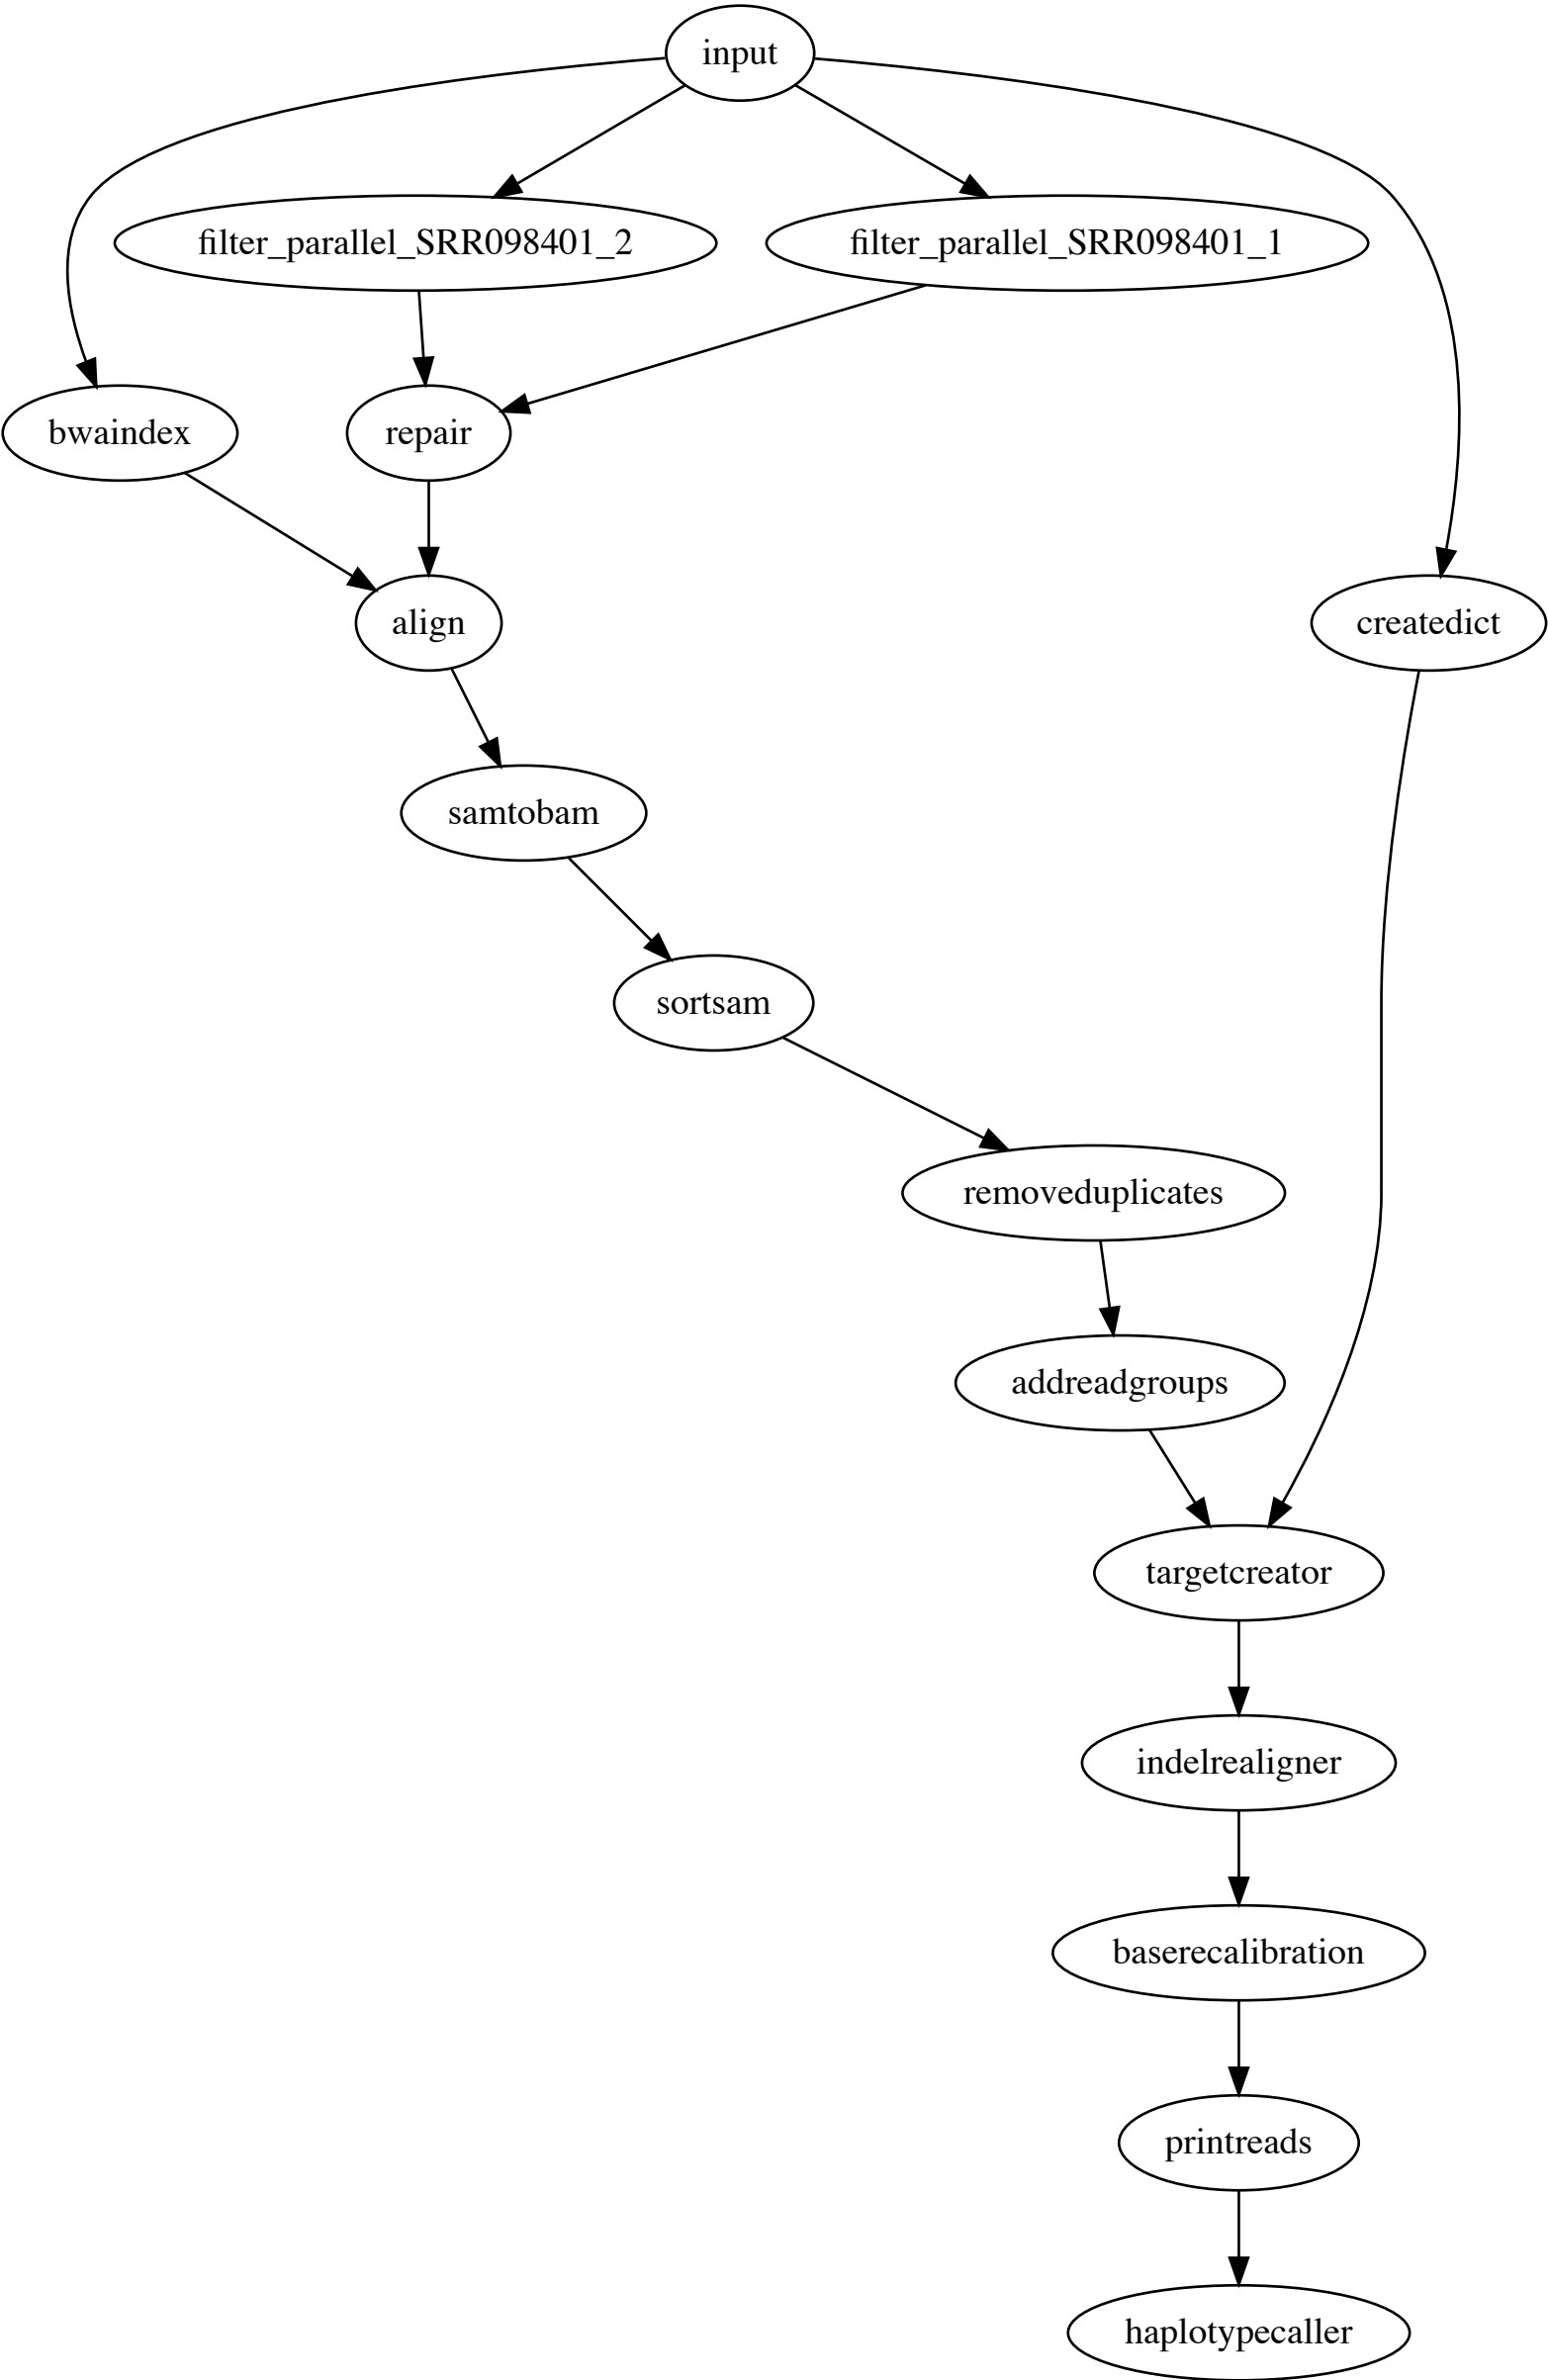 input
filter_parallel_SRR098401_2
filter_parallel_SRR098401_1
bwaindex
repair
align
createdict
samtobam
sortsam
removeduplicates
addreadgroups
targetcreator
indelrealigner
baserecalibration
printreads
haplotypecaller